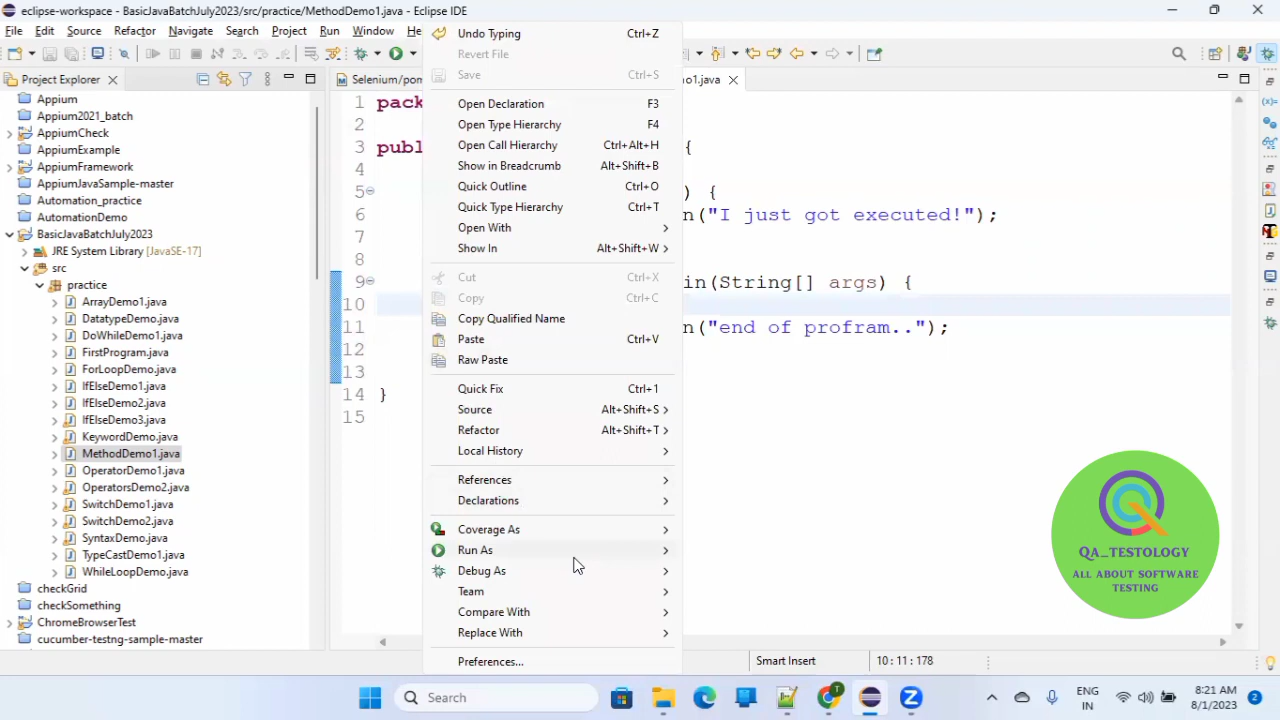 eclipse-workspace - BasicJavaBatchJuly2023/src/practice/MethodDemo1.java - Eclipse IDE
File Edit Source Refactor Navigate Search Project Run Window He
Project Explorer
Appium
Appium2021_batch
AppiumCheck
AppiumExample
AppiumFramework
AppiumJavaSample-master
Automation_practice
AutomationDemo
BasicJavaBatchJuly2023
JRE System Library [JavaSE-17]
src
practice
ArrayDemo1.java
DatatypeDemo.java
DoWhileDemo.java
FirstProgram.java
ForLoopDemo.java
IfElseDemo1.java
IfElseDemo2.java
IfElseDemo3.java
KeywordDemo.java
MethodDemo1.java
OperatorDemo1.java
OperatorsDemo2.java
SwitchDemo1.java
SwitchDemo2.java
SyntaxDemo.java
TypeCastDemo1.java
WhileLoopDemo.java
checkGrid
checkSomething
ChromeBrowserTest
cucumber-testng-sample-master
Selenium/pom
o1.java
1 pack
2
3 publ {
4
5 ) {
6 n("I just got executed!");
7
8
9 in(String[] args) {
10
11 n("end of profram..");
12
13
14 }
15
Undo Typing Ctrl+Z
Revert File
Save Ctrl+S
Open Declaration F3
Open Type Hierarchy F4
Open Call Hierarchy Ctrl+Alt+H
Show in Breadcrumb Alt+Shift+B
Quick Outline Ctrl+O
Quick Type Hierarchy Ctrl+T
Open With
Show In Alt+Shift+W
Cut Ctrl+X
Copy Ctrl+C
Copy Qualified Name
Paste Ctrl+V
Raw Paste
Quick Fix Ctrl+1
Source Alt+Shift+S
Refactor Alt+Shift+T
Local History
References
Declarations
Coverage As
Run As
Debug As
Team
Compare With
Replace With
Preferences...
QA_TESTOLOGY
ALL ABOUT SOFTWARE
TESTING
Smart Insert 10 : 11 : 178
Search
ENG
IN
8:21 AM
8/1/2023
2